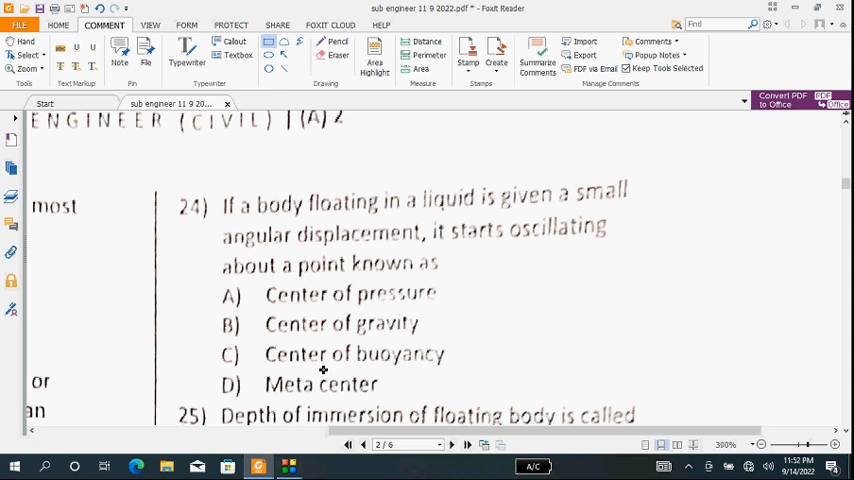 sub engineer 11 9 2022.pdf * - Foxit Reader
FILE HOME COMMENT VIEW FORM PROTECT SHARE FOXIT CLOUD HELP Find
Hand
Select
Zoom
Tools
Text Markup
Note
File
Pin
Typewriter
Callout
Textbox
Typewriter
Pencil
Eraser
Drawing
Area
Highlight
Distance
Perimeter
Area
Measure
Stamp
Create
Stamps
Summarize
Comments
Import
Export
FDF via Email
Comments
Popup Notes
Keep Tools Selected
Manage Comments
Start
sub engineer 11 9 202...
Convert PDF
to Office
PDF
Office
ENGINEER (CIVIL) | (A) 2
most
24) If a body floating in a liquid is given a small
angular displacement, it starts oscillating
about a point known as
A) Center of pressure
B) Center of gravity
C) Center of buoyancy
D) Meta center
or
an
25) Depth of immersion of floating body is called
2 / 6
300%
A/C
11:52 PM
9/14/2022
4